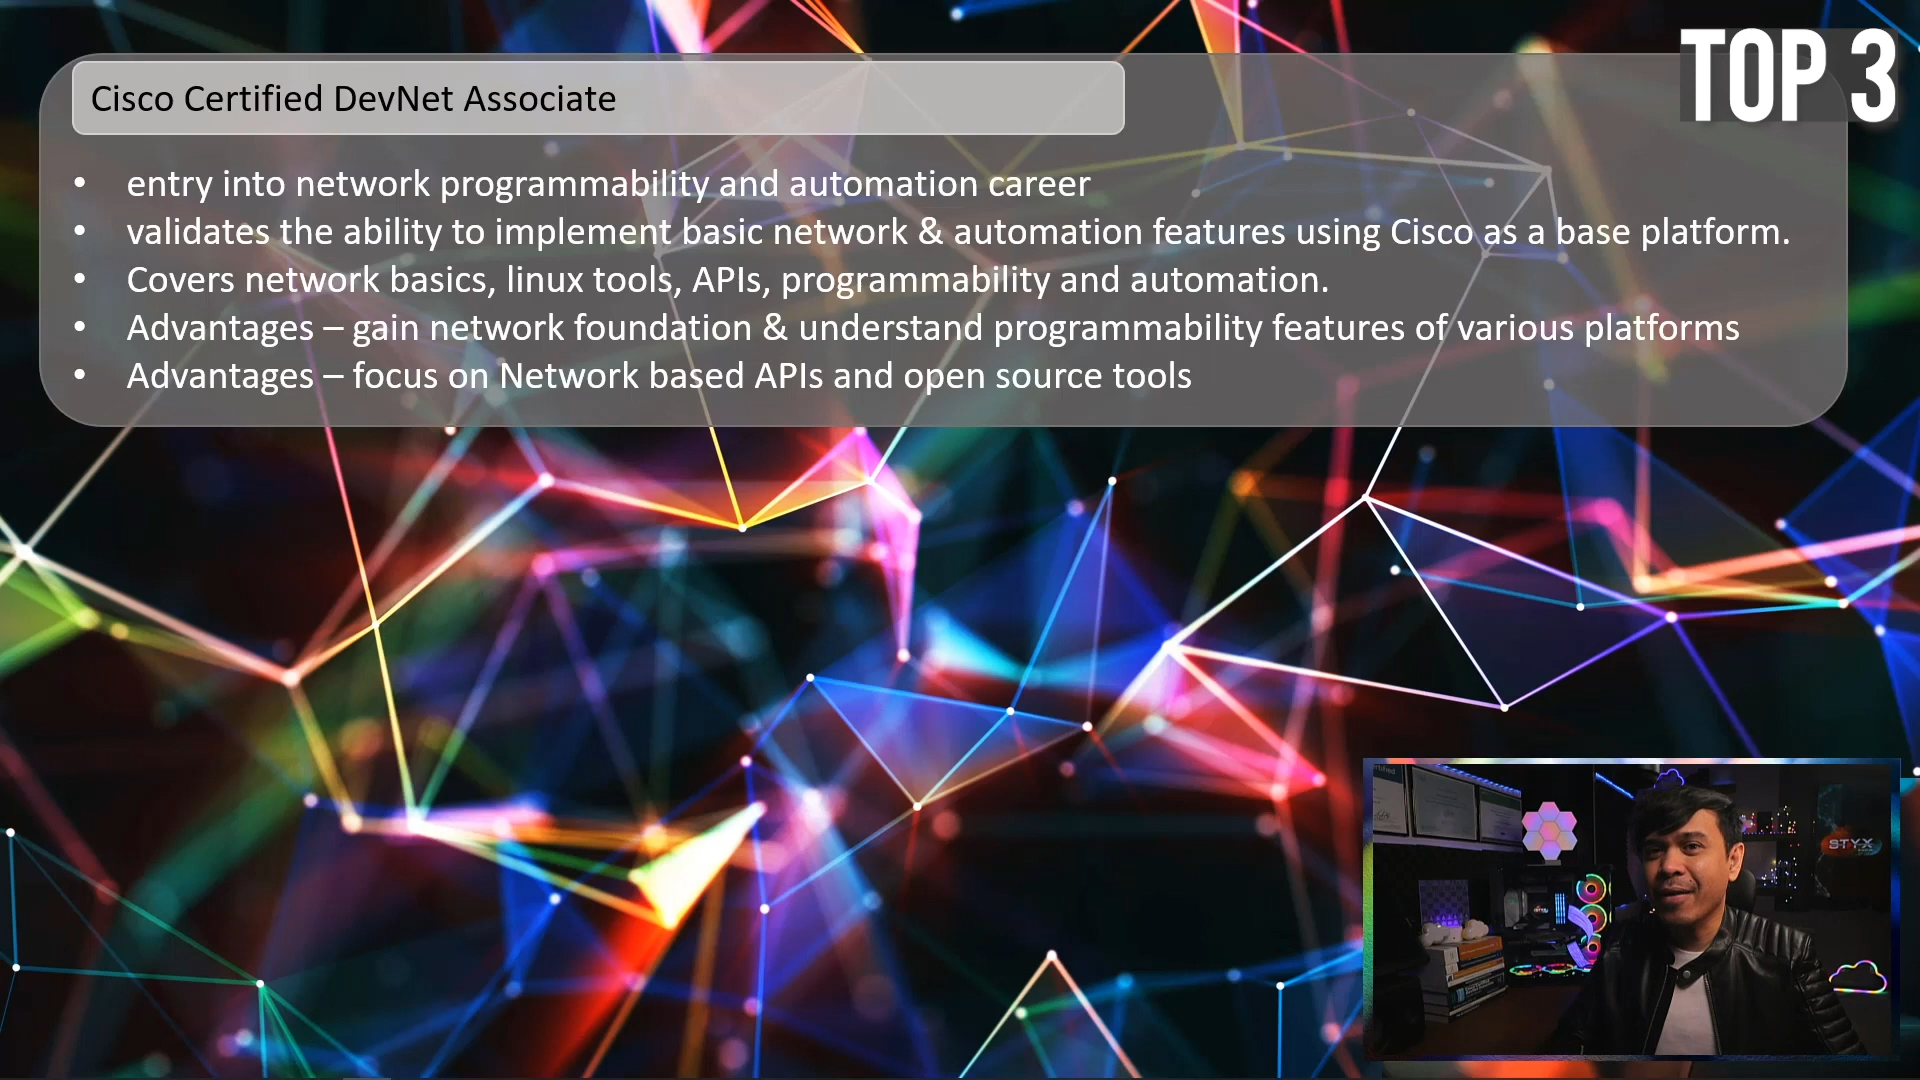 TOP 3
Cisco Certified DevNet Associate
• entry into network programmability and automation career
• validates the ability to implement basic network & automation features using Cisco as a base platform.
• Covers network basics, linux tools, APIs, programmability and automation.
• Advantages – gain network foundation & understand programmability features of various platforms
• Advantages – focus on Network based APIs and open source tools
STYX